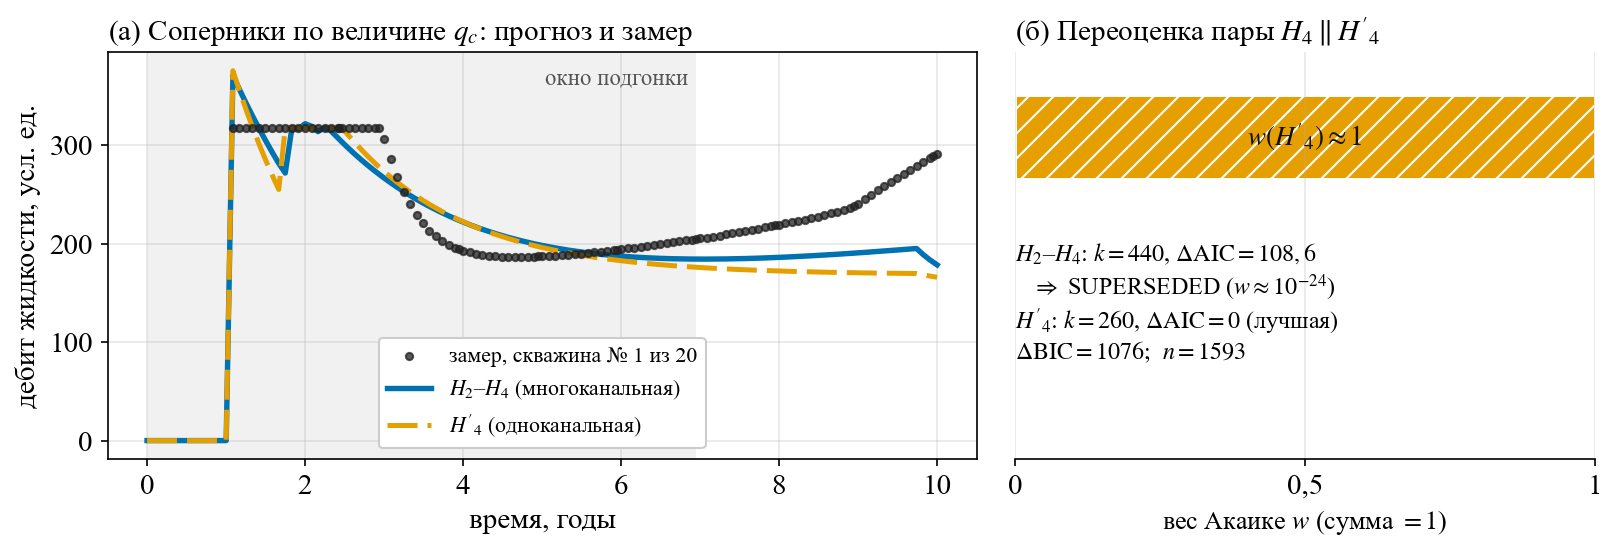 (а) Соперники по величине q_c: прогноз и замер
окно подгонки
дебит жидкости, усл. ед.
300
200
100
0
замер, скважина № 1 из 20
H₂–H₄ (многоканальная)
H′₄ (одноканальная)
0 2 4 6 8 10
время, годы
(б) Переоценка пары H₄ ∥ H′₄
w(H′₄)≈1
H₂–H₄: k=440, ΔAIC=108,6
⇒ SUPERSEDED (w≈10⁻²⁴)
H′₄: k=260, ΔAIC=0 (лучшая)
ΔBIC=1076; n=1593
0 0,5 1
вес Акаике w (сумма =1)